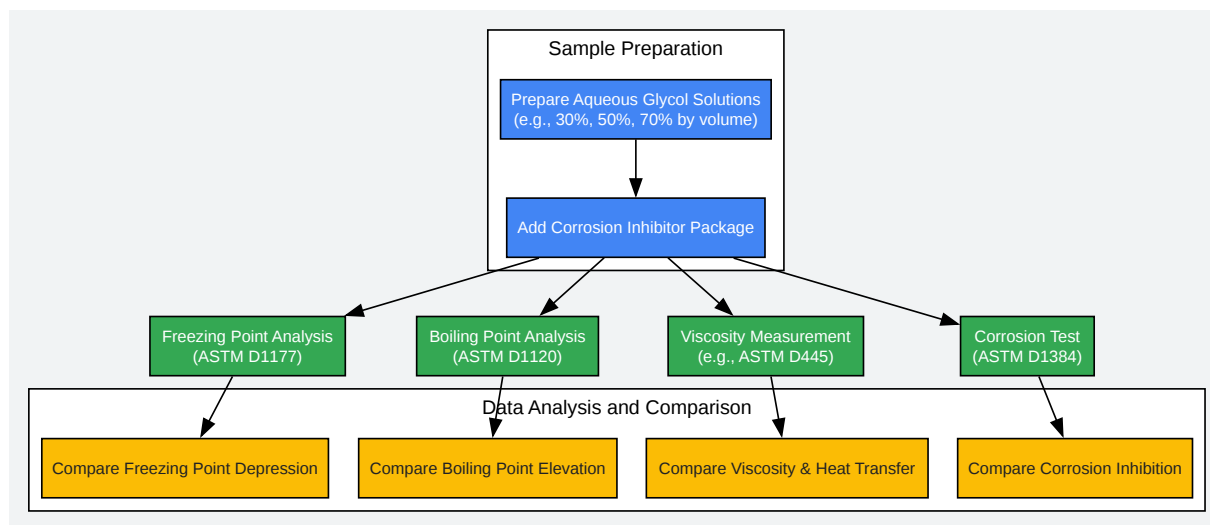 Sample Preparation
Prepare Aqueous Glycol Solutions
(e.g., 30%, 50%, 70% by volume)
Add Corrosion Inhibitor Package
Freezing Point Analysis
(ASTM D1177)
Boiling Point Analysis
(ASTM D1120)
Viscosity Measurement
(e.g., ASTM D445)
Corrosion Test
(ASTM D1384)
Data Analysis and Comparison
Compare Freezing Point Depression
Compare Boiling Point Elevation
Compare Viscosity & Heat Transfer
Compare Corrosion Inhibition